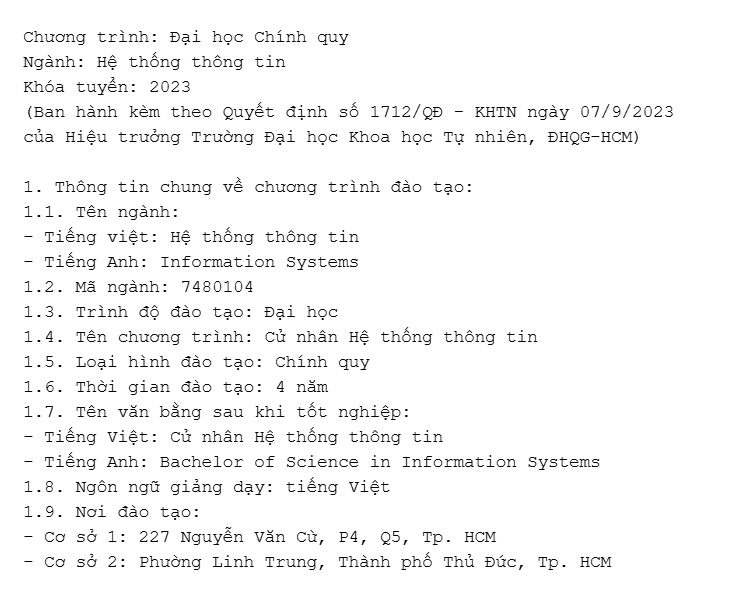 Chương trình: Đại học Chính quy
Ngành: Hệ thống thông tin
Khóa tuyển: 2023
(Ban hành kèm theo Quyết định số 1712/QĐ - KHTN ngày 07/9/2023
của Hiệu trưởng Trường Đại học Khoa học Tự nhiên, ĐHQG-HCM)
1. Thông tin chung về chương trình đào tạo:
1.1. Tên ngành:
- Tiếng việt: Hệ thống thông tin
- Tiếng Anh: Information Systems
1.2. Mã ngành: 7480104
1.3. Trình độ đào tạo: Đại học
1.4. Tên chương trình: Cử nhân Hệ thống thông tin
1.5. Loại hình đào tạo: Chính quy
1.6. Thời gian đào tạo: 4 năm
1.7. Tên văn bằng sau khi tốt nghiệp:
- Tiếng Việt: Cử nhân Hệ thống thông tin
- Tiếng Anh: Bachelor of Science in Information Systems
1.8. Ngôn ngữ giảng dạy: tiếng Việt
1.9. Nơi đào tạo:
- Cơ sở 1: 227 Nguyễn Văn Cừ, P4, Q5, Tp. HCM
- Cơ sở 2: Phường Linh Trung, Thành phố Thủ Đức, Tp. HCM